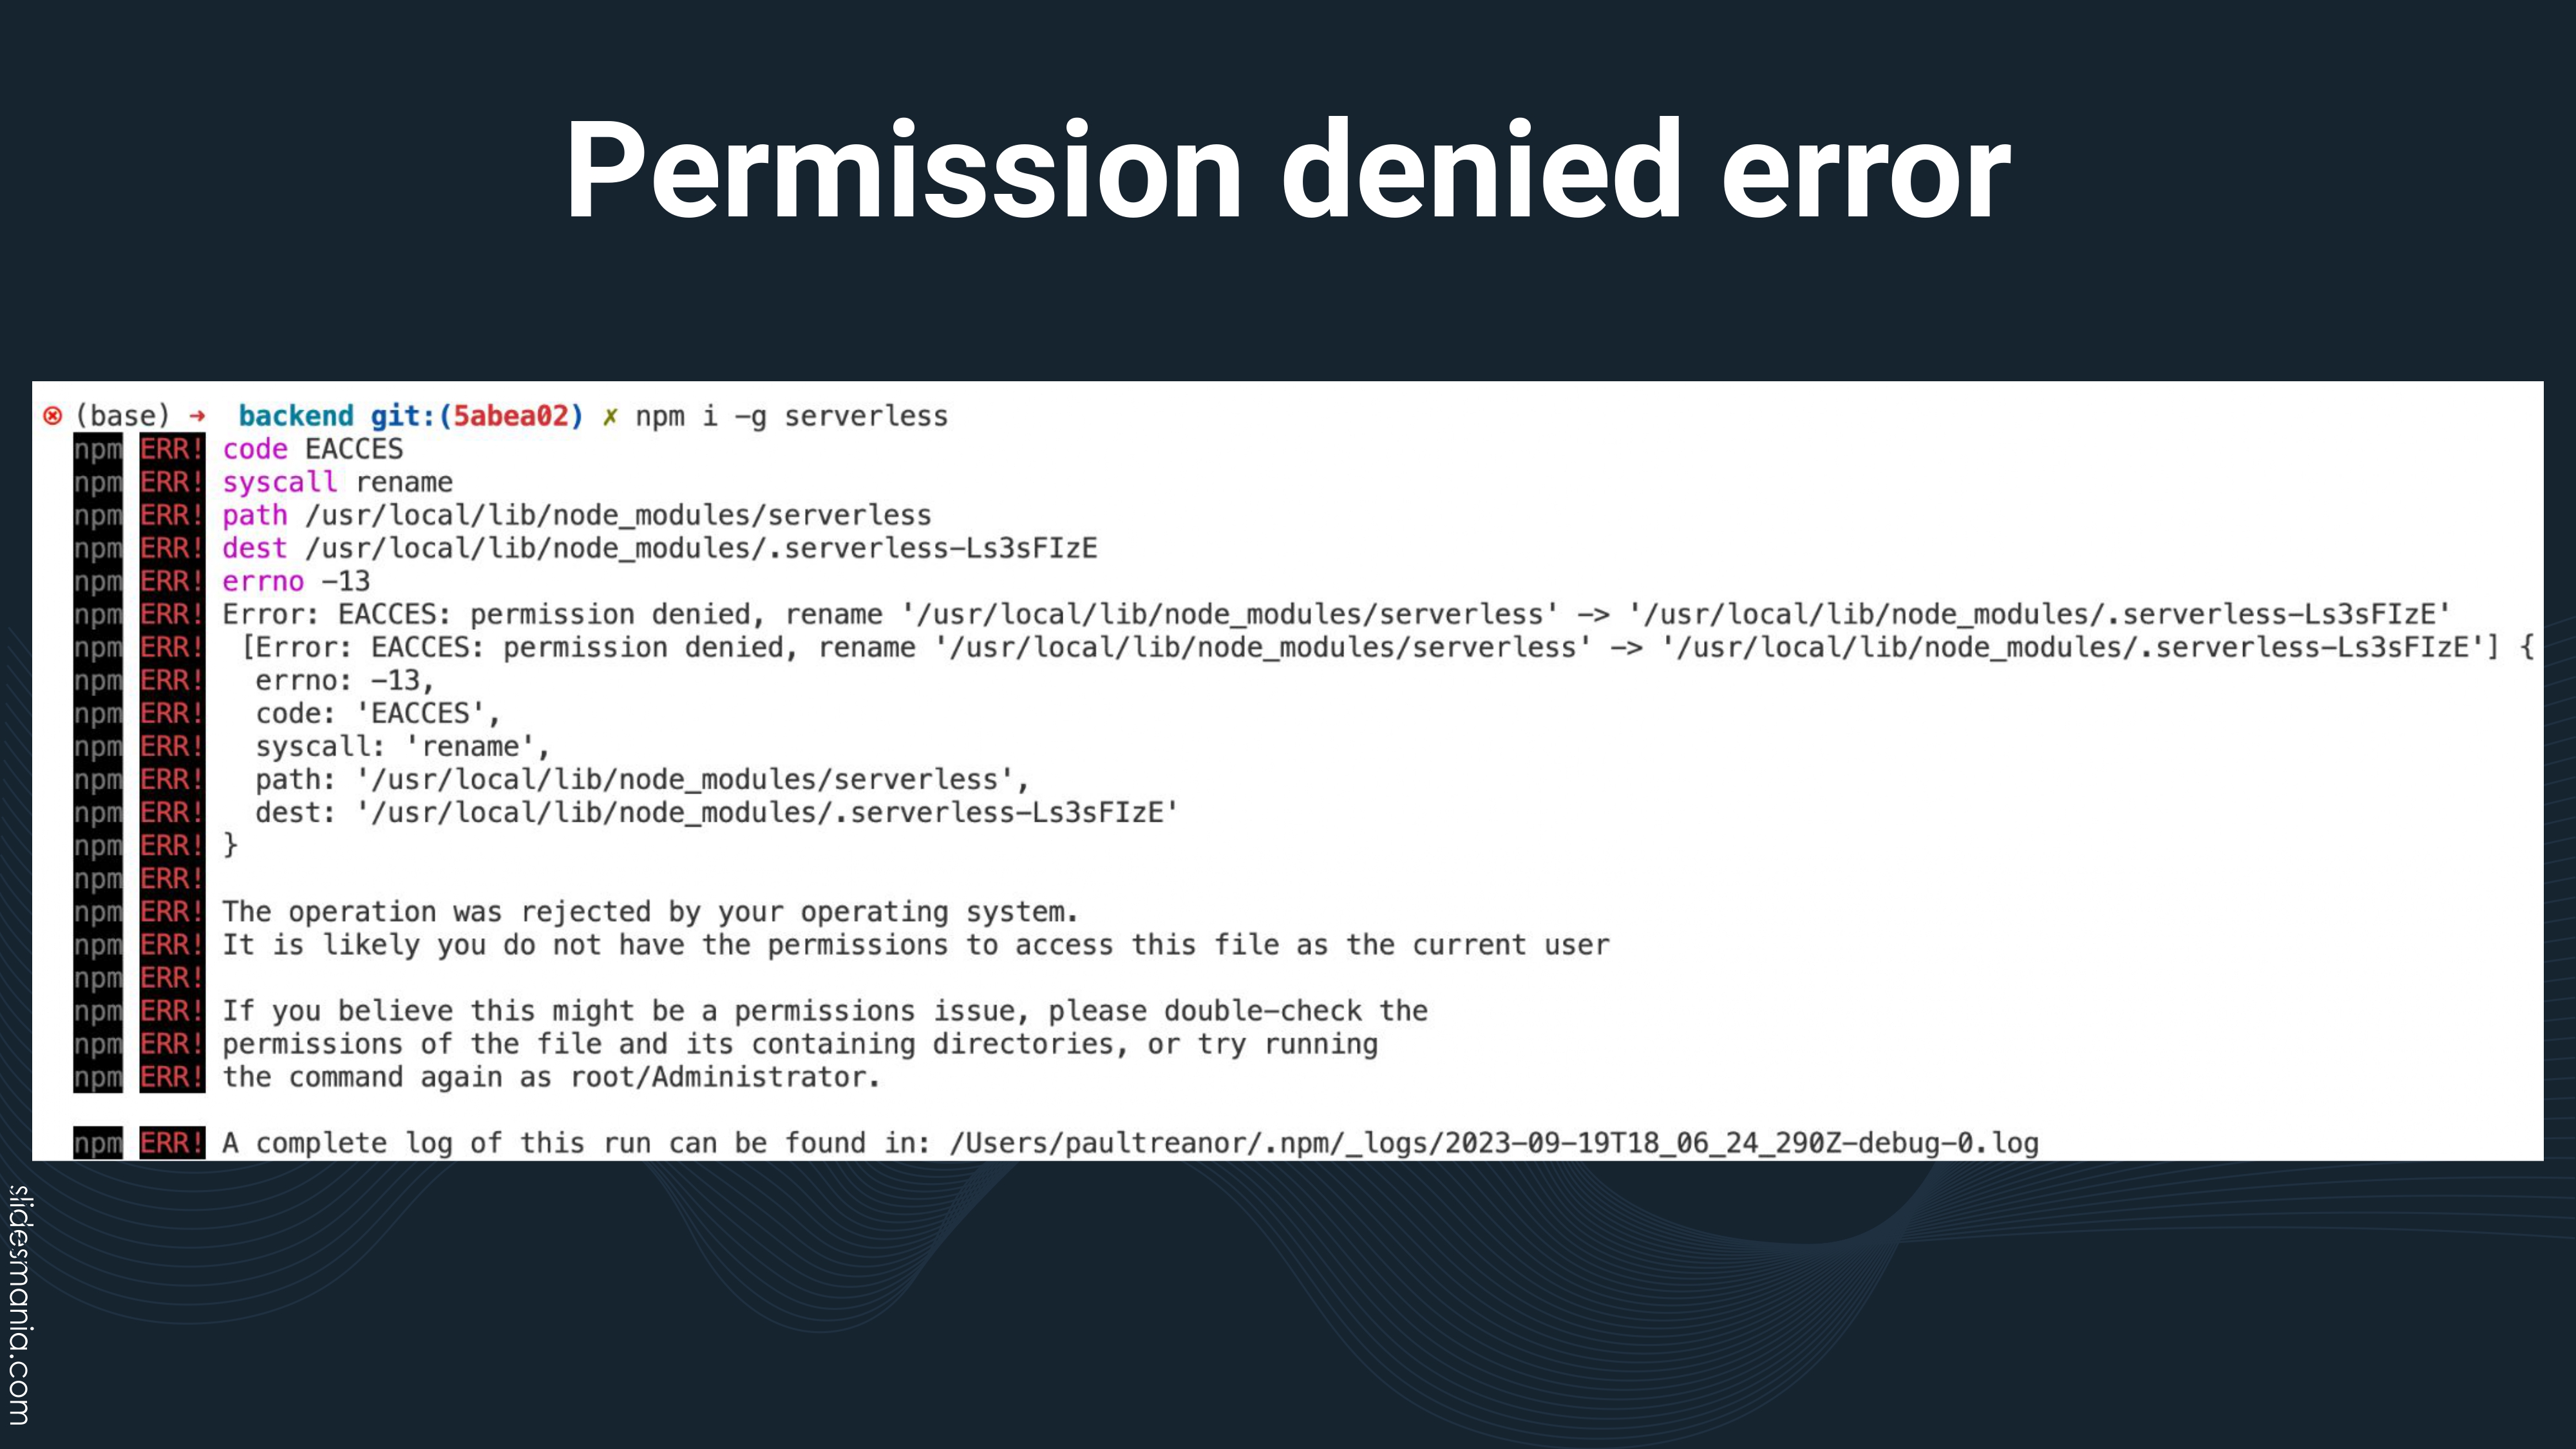 Permission denied error
⊗ (base) ➜  backend git:(5abea02) ✗ npm i -g serverless
npm ERR! code EACCES
npm ERR! syscall rename
npm ERR! path /usr/local/lib/node_modules/serverless
npm ERR! dest /usr/local/lib/node_modules/.serverless-Ls3sFIzE
npm ERR! errno -13
npm ERR! Error: EACCES: permission denied, rename '/usr/local/lib/node_modules/serverless' -> '/usr/local/lib/node_modules/.serverless-Ls3sFIzE'
npm ERR!  [Error: EACCES: permission denied, rename '/usr/local/lib/node_modules/serverless' -> '/usr/local/lib/node_modules/.serverless-Ls3sFIzE'] {
npm ERR!   errno: -13,
npm ERR!   code: 'EACCES',
npm ERR!   syscall: 'rename',
npm ERR!   path: '/usr/local/lib/node_modules/serverless',
npm ERR!   dest: '/usr/local/lib/node_modules/.serverless-Ls3sFIzE'
npm ERR! }
npm ERR!
npm ERR! The operation was rejected by your operating system.
npm ERR! It is likely you do not have the permissions to access this file as the current user
npm ERR!
npm ERR! If you believe this might be a permissions issue, please double-check the
npm ERR! permissions of the file and its containing directories, or try running
npm ERR! the command again as root/Administrator.
npm ERR! A complete log of this run can be found in: /Users/paultreanor/.npm/_logs/2023-09-19T18_06_24_290Z-debug-0.log
slidesmania.com